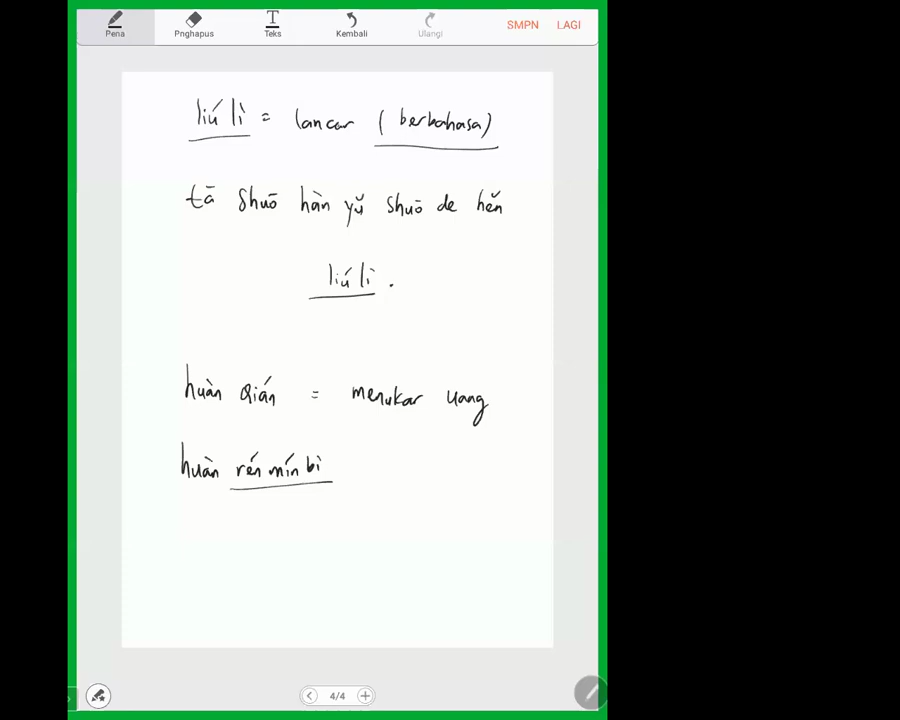 Pena Pnghapus Teks Kembali Ulangi SMPN LAGI
liú lì = lancar (berbahasa)
tā shuō hàn yǔ shuō de hěn
liú lì.
huàn qián = menukar uang
huàn rén mín bì
4/4